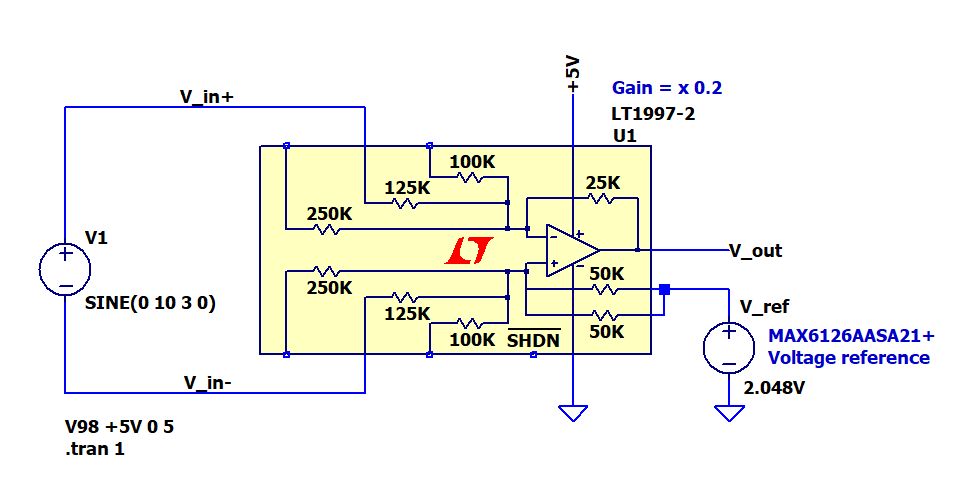 +5V
Gain = x 0.2
LT1997-2
U1
V_in+
100K
125K
25K
250K
V1
+
−
SINE(0 10 3 0)
−
+
+
−
V_out
250K
50K
125K
50K
100K
SHDN
V_ref
+
−
MAX6126AASA21+
Voltage reference
2.048V
V_in-
V98 +5V 0 5
.tran 1